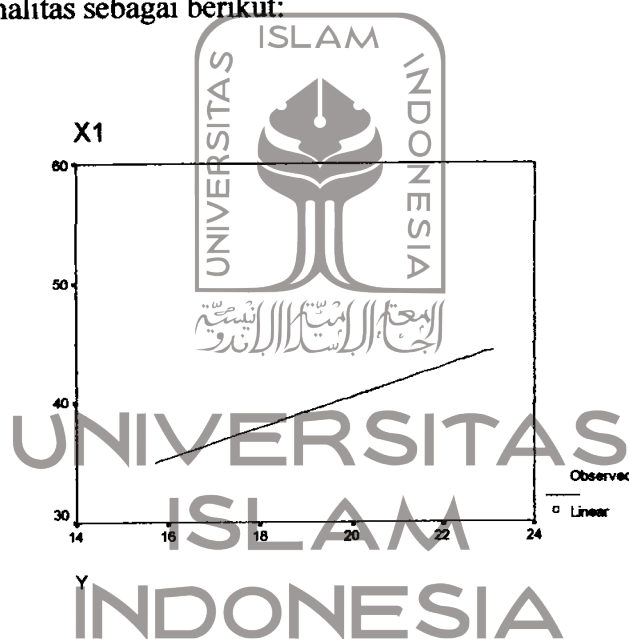 nalitas sebagai berikut:
ISLAM
UNIVERSITAS
INDONESIA
X1
60
50
40
30
14 16 18 20 22 24
Y
Observed
Linear
UNIVERSITAS
ISLAM
INDONESIA